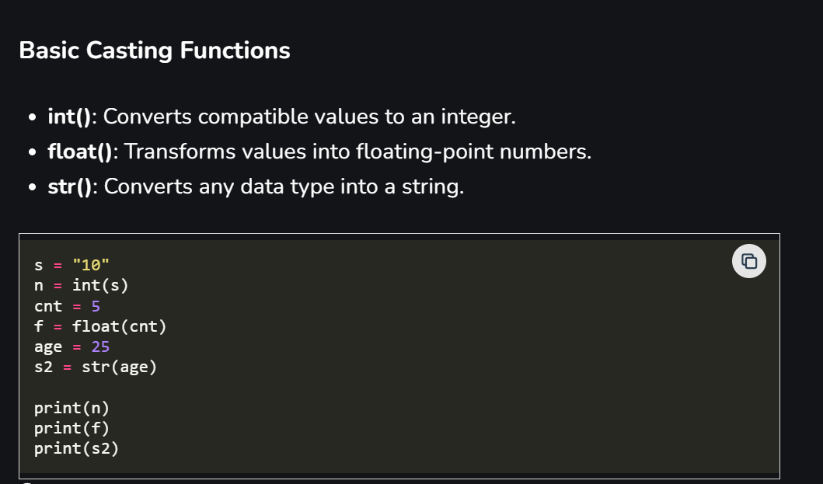 Basic Casting Functions
• int(): Converts compatible values to an integer.
• float(): Transforms values into floating-point numbers.
• str(): Converts any data type into a string.
s = "10"
n = int(s)
cnt = 5
f = float(cnt)
age = 25
s2 = str(age)
print(n)
print(f)
print(s2)